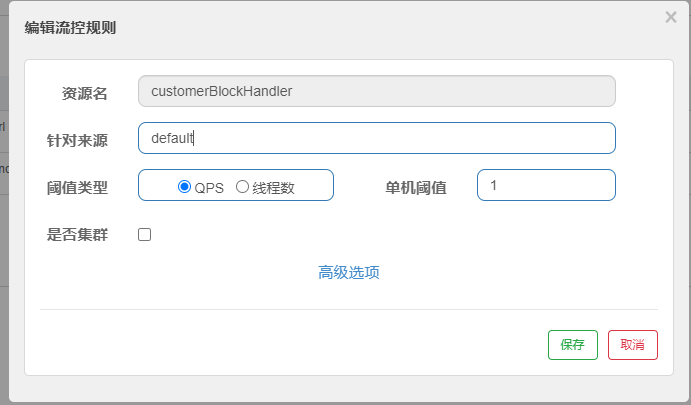 编辑流控规则 ×
资源名 customerBlockHandler
针对来源 default
阈值类型 QPS 线程数 单机阈值 1
是否集群
高级选项
保存 取消